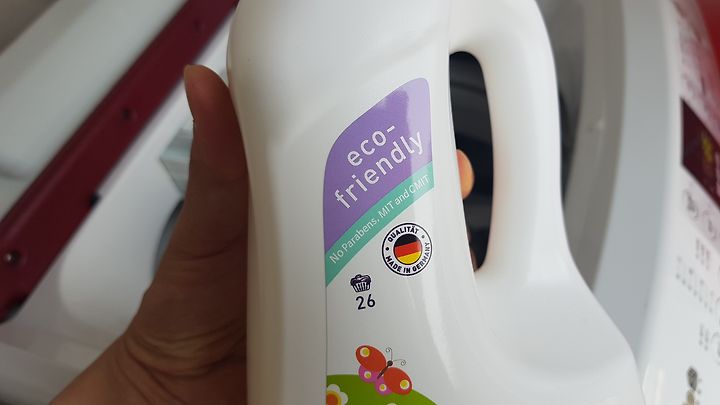 eco-
friendly
No Parabens, MIT and CMIT
QUALITÄT
MADE IN GERMANY
26